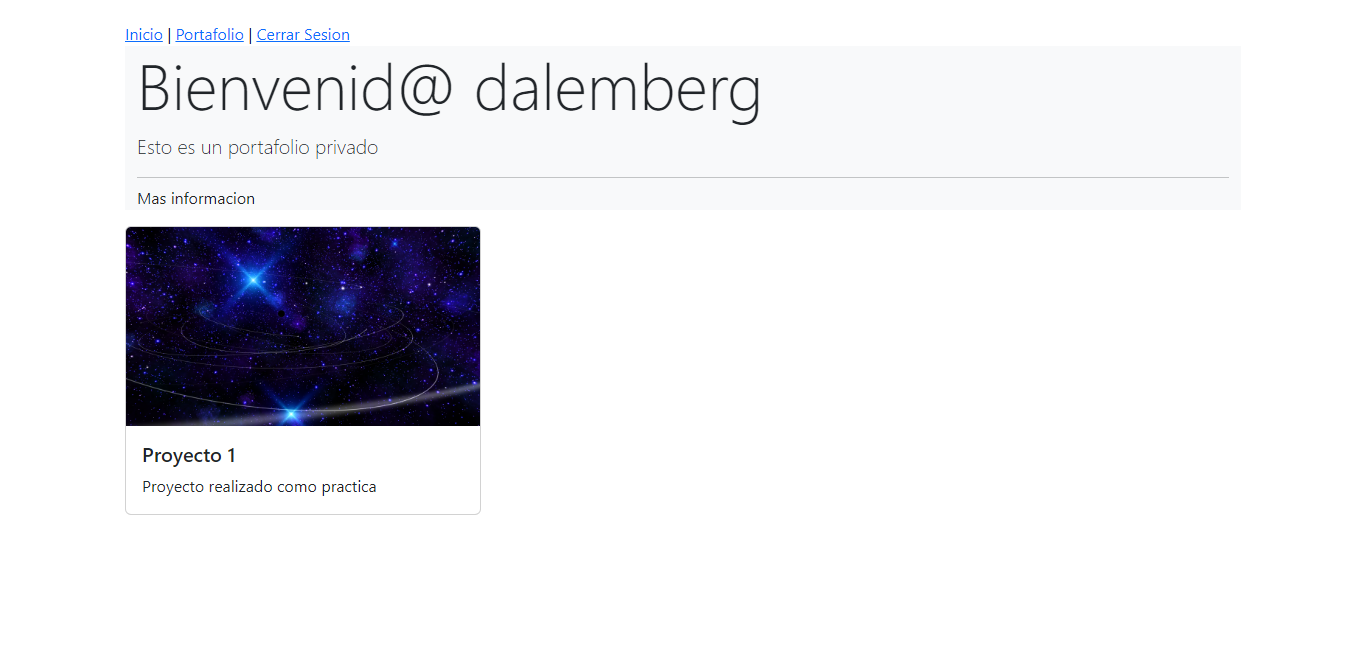 Inicio | Portafolio | Cerrar Sesion
Bienvenid@ dalemberg
Esto es un portafolio privado
Mas informacion
Proyecto 1
Proyecto realizado como practica